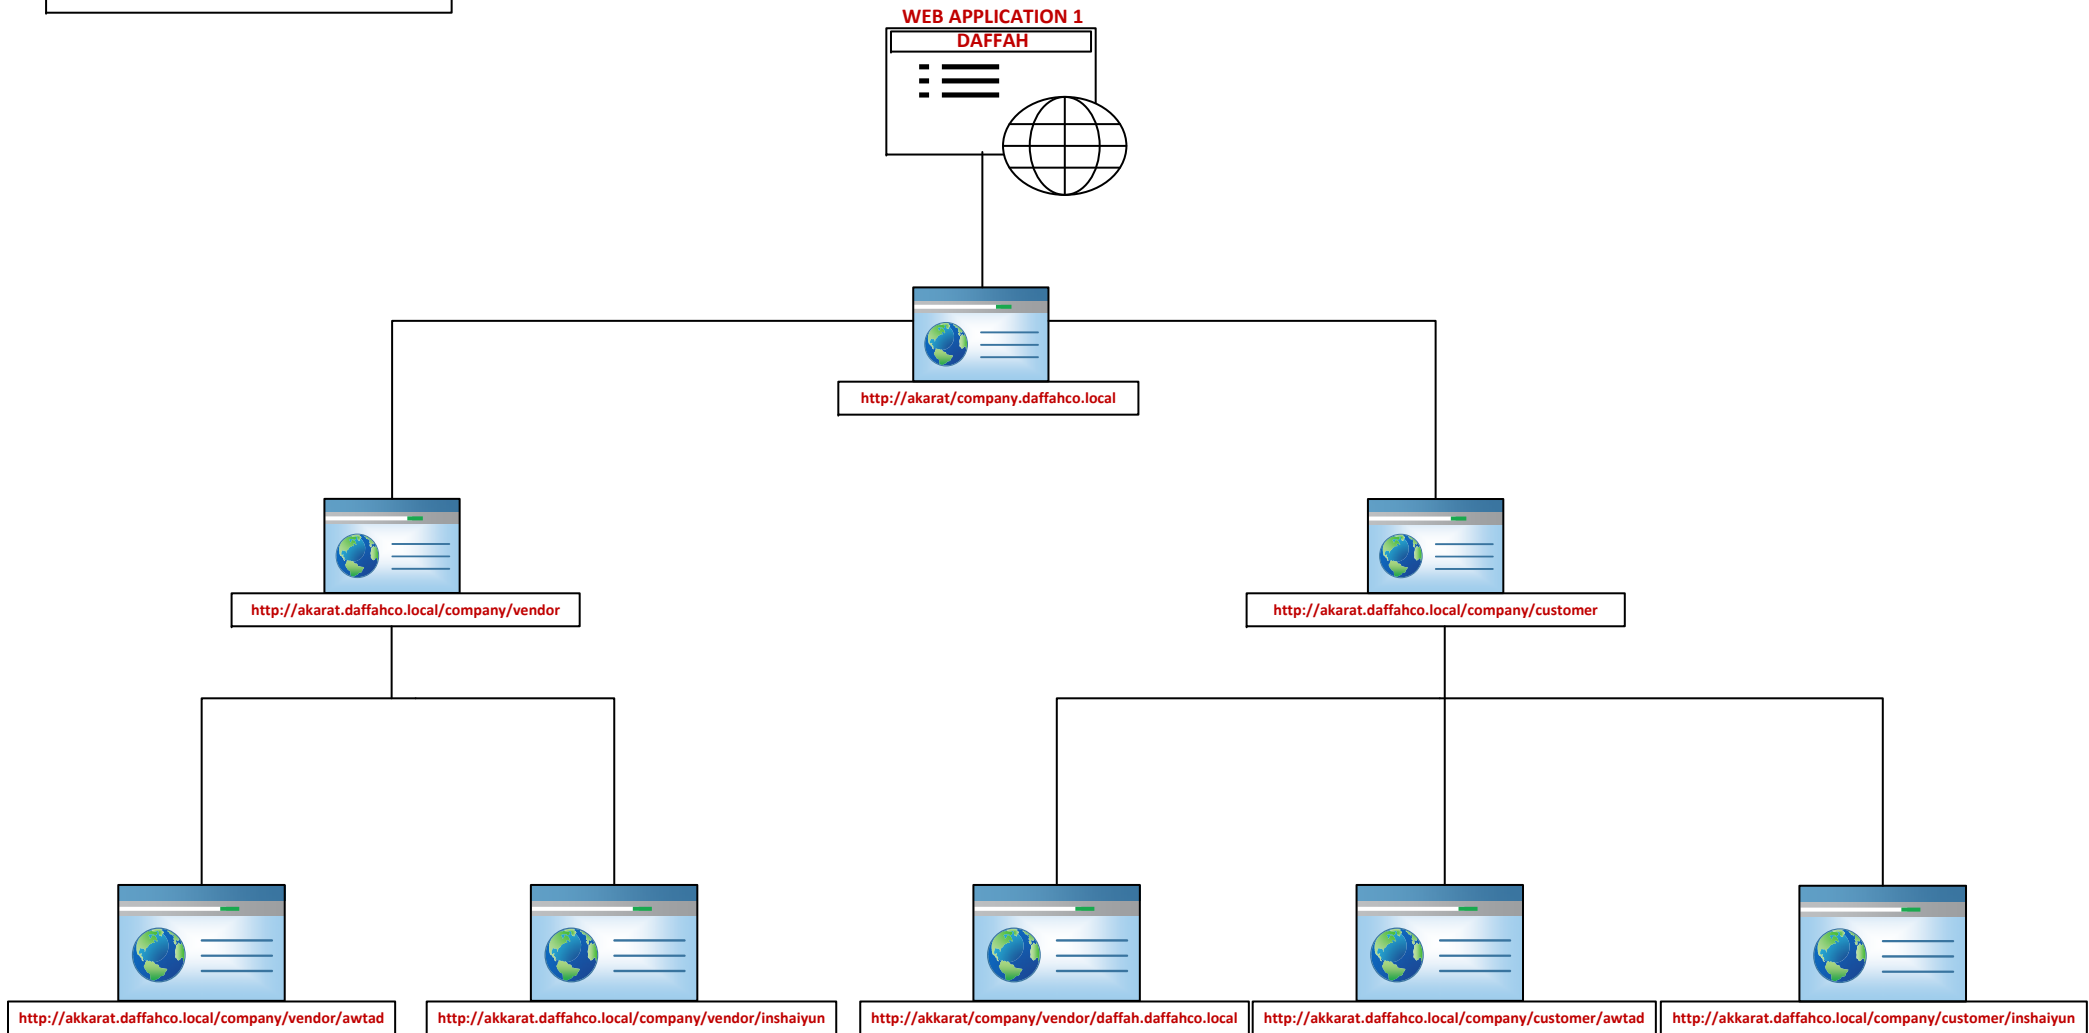 WEB APPLICATION 1
DAFFAH
http://akarat/company.daffahco.local
http://akarat.daffahco.local/company/vendor
http://akarat.daffahco.local/company/customer
http://akkarat.daffahco.local/company/vendor/awtad
http://akkarat.daffahco.local/company/vendor/inshaiyun
http://akkarat/company/vendor/daffah.daffahco.local
http://akkarat.daffahco.local/company/customer/awtad
http://akkarat.daffahco.local/company/customer/inshaiyun